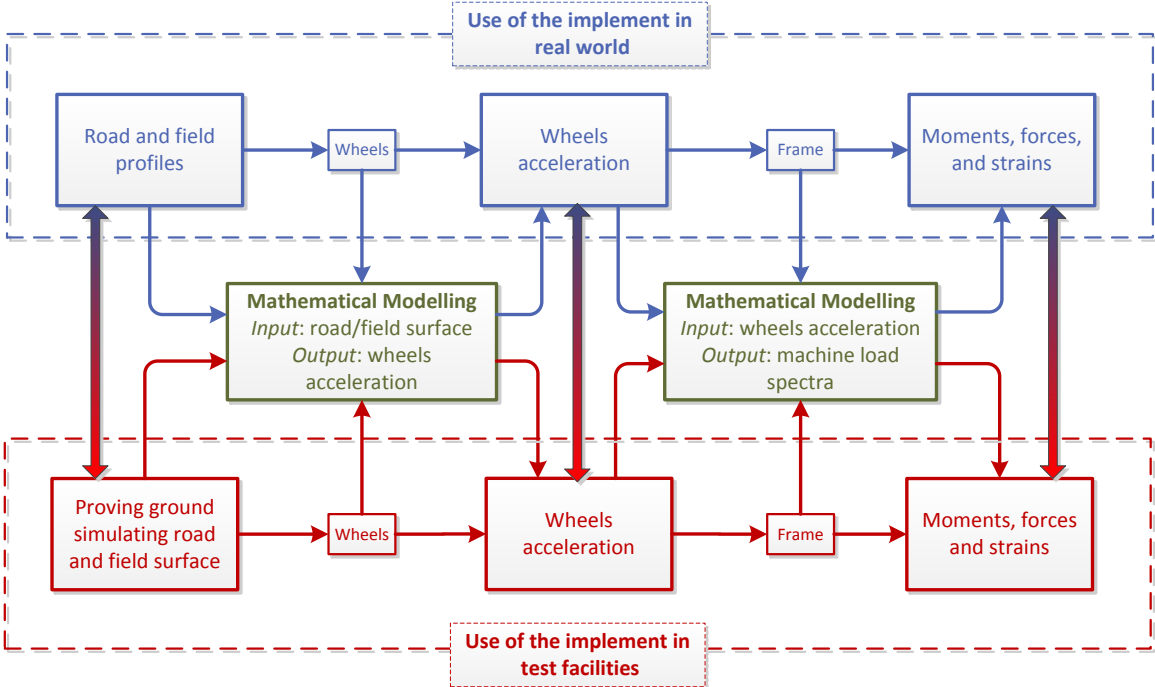 Use of the implement in
real world
Road and field
profiles
Wheels
Wheels
acceleration
Frame
Moments, forces,
and strains
Mathematical Modelling
Input: road/field surface
Output: wheels
acceleration
Mathematical Modelling
Input: wheels acceleration
Output: machine load
spectra
Proving ground
simulating road
and field surface
Wheels
Wheels
acceleration
Frame
Moments, forces
and strains
Use of the implement in
test facilities